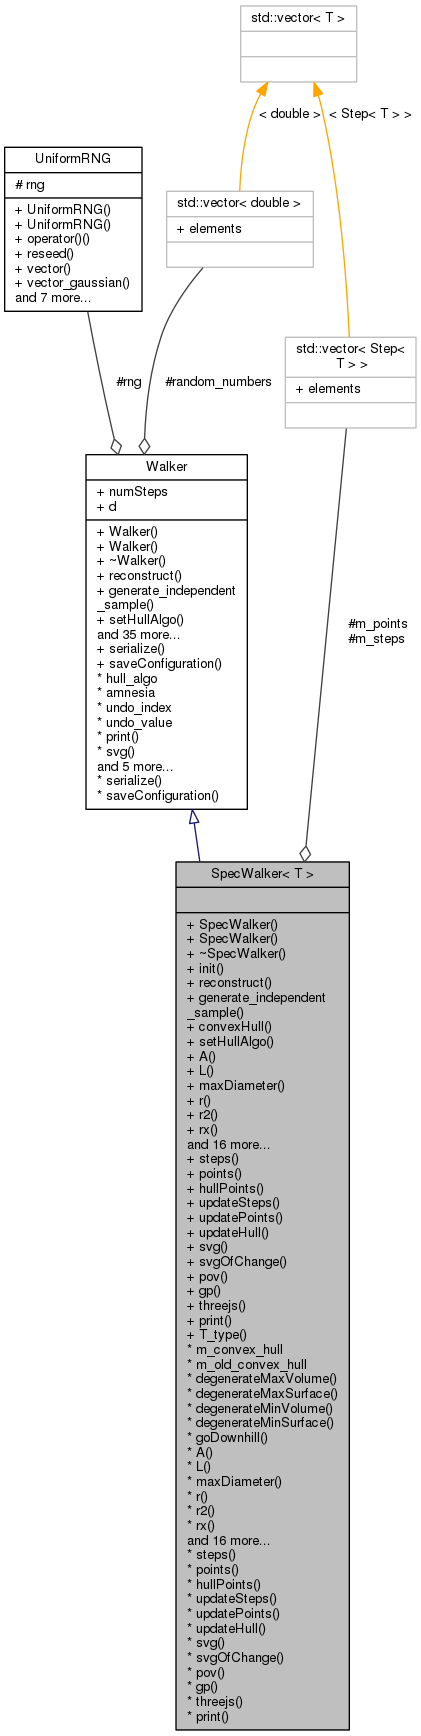 std::vector< T >
< double >
< Step< T > >
UniformRNG
# rng
+ UniformRNG()
+ UniformRNG()
+ operator()()
+ reseed()
+ vector()
+ vector_gaussian()
and 7 more...
std::vector< double >
+ elements
std::vector< Step<
T > >
+ elements
#rng
#random_numbers
Walker
+ numSteps
+ d
+ Walker()
+ Walker()
+ ~Walker()
+ reconstruct()
+ generate_independent
_sample()
+ setHullAlgo()
and 35 more...
+ serialize()
+ saveConfiguration()
* hull_algo
* amnesia
* undo_index
* undo_value
* print()
* svg()
and 5 more...
* serialize()
* saveConfiguration()
#m_points
#m_steps
SpecWalker< T >
+ SpecWalker()
+ SpecWalker()
+ ~SpecWalker()
+ init()
+ reconstruct()
+ generate_independent
_sample()
+ convexHull()
+ setHullAlgo()
+ A()
+ L()
+ maxDiameter()
+ r()
+ r2()
+ rx()
and 16 more...
+ steps()
+ points()
+ hullPoints()
+ updateSteps()
+ updatePoints()
+ updateHull()
+ svg()
+ svgOfChange()
+ pov()
+ gp()
+ threejs()
+ print()
+ T_type()
* m_convex_hull
* m_old_convex_hull
* degenerateMaxVolume()
* degenerateMaxSurface()
* degenerateMinVolume()
* degenerateMinSurface()
* goDownhill()
* A()
* L()
* maxDiameter()
* r()
* r2()
* rx()
and 16 more...
* steps()
* points()
* hullPoints()
* updateSteps()
* updatePoints()
* updateHull()
* svg()
* svgOfChange()
* pov()
* gp()
* threejs()
* print()